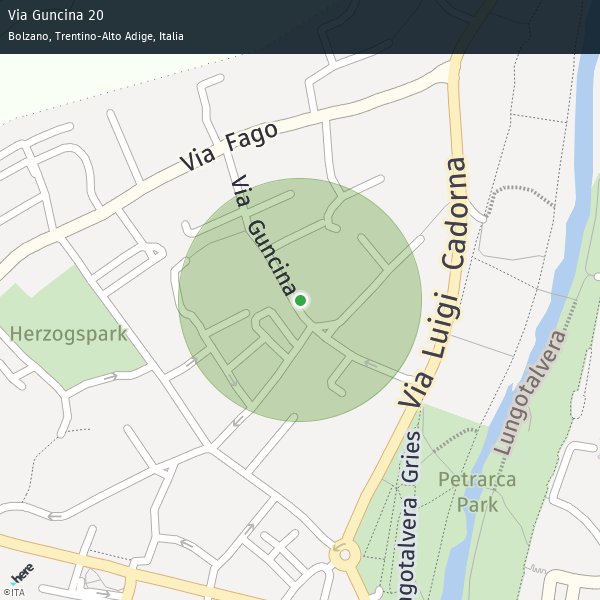 Via Guncina 20
Bolzano, Trentino-Alto Adige, Italia
Via Fago
Via Guncina
Via Luigi Cadorna
Herzogspark
Lungotalvera
Petrarca
Park
ngotalvera Gries
here
©ITA